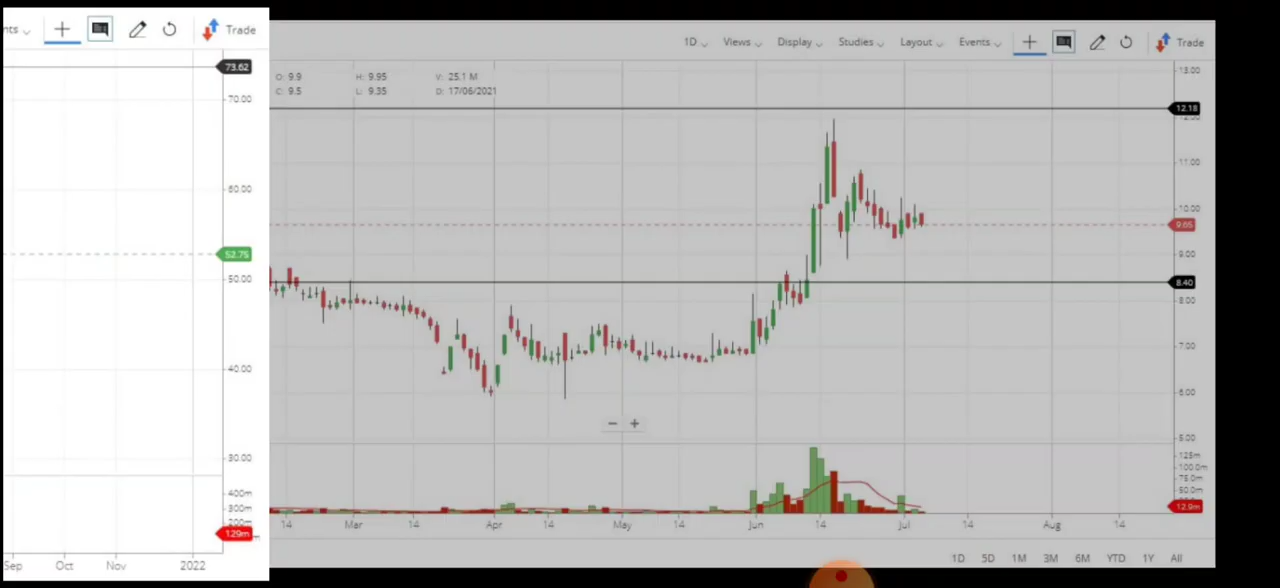 nts Trade
73.62
70.00
60.00
52.75
50.00
40.00
30.00
400m
300m
129m
Sep Oct Nov 2022
1D Views Display Studies Layout Events Trade
O: 9.9 H: 9.95 V: 25.1 M
C: 9.5 L: 9.35 D: 17/06/2021
13.00
12.18
11.00
10.00
9.65
9.00
8.40
8.00
7.00
6.00
5.00
125m
100.0m
75.0m
50.0m
12.9m
14 Mar 14 Apr 14 May 14 Jun 14 Jul 14 Aug 14
1D 5D 1M 3M 6M YTD 1Y All